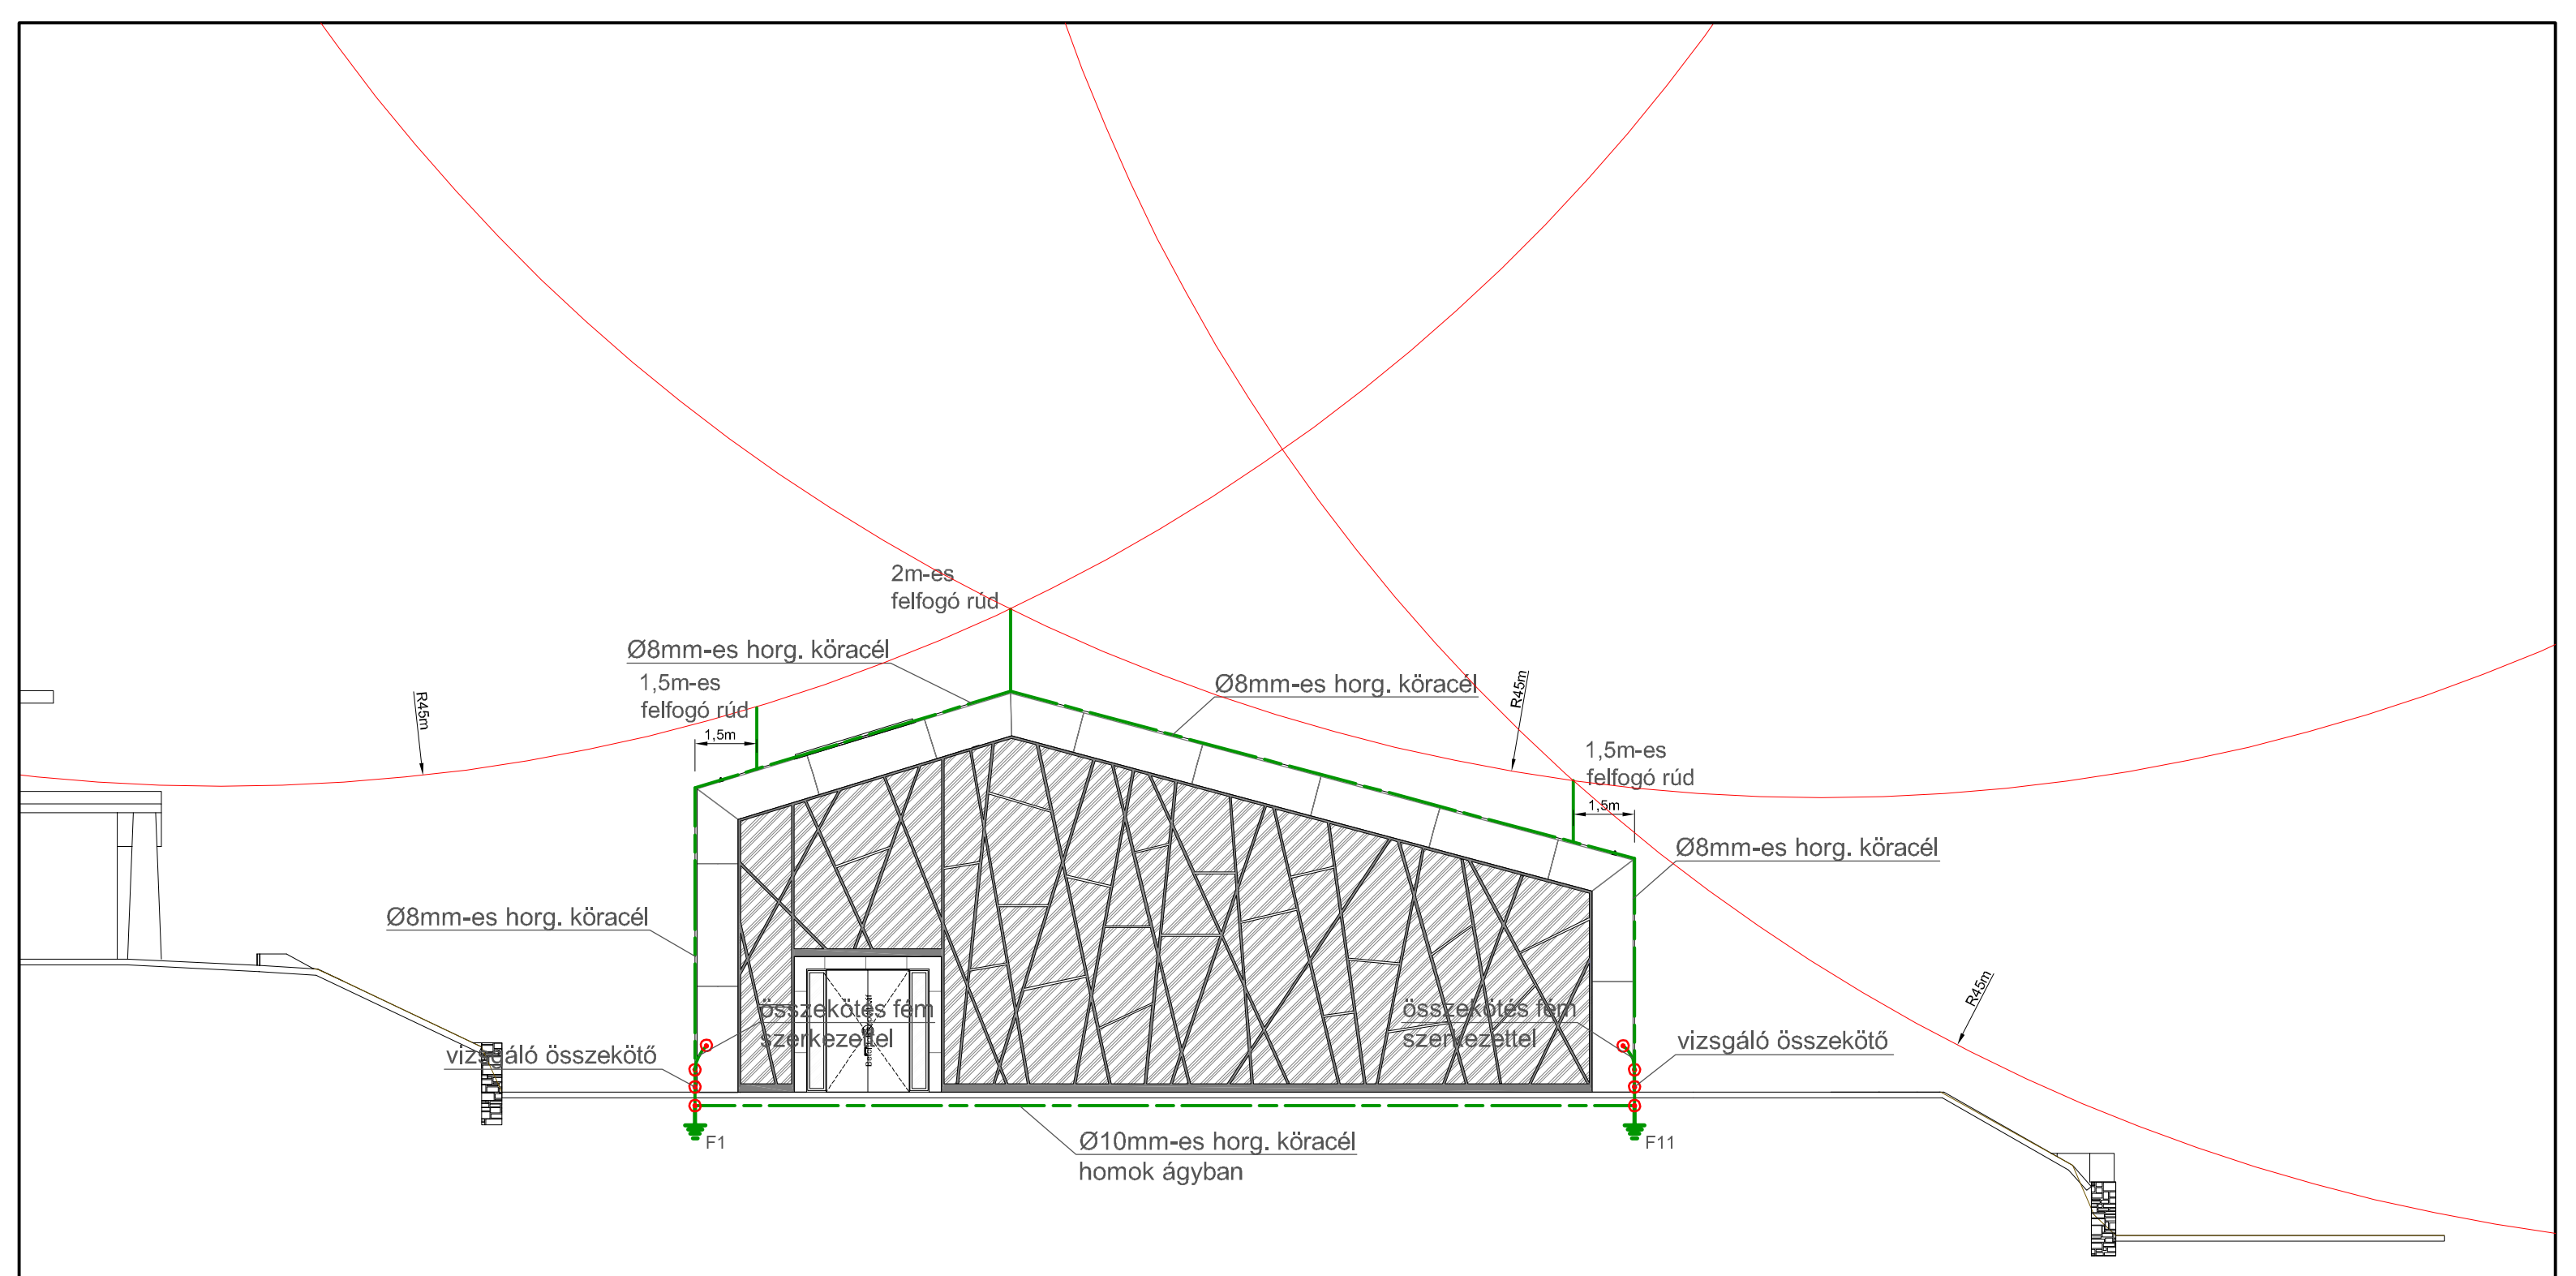 2m-es
felfogó rúd
Ø8mm-es horg. köracél
1,5m-es
felfogó rúd
1,5m
R45m
Ø8mm-es horg. köracél
R45m
1,5m-es
felfogó rúd
1,5m
Ø8mm-es horg. köracél
Ø8mm-es horg. köracél
összekötés fém
szerkezettel
vizsgáló összekötő
összekötés fém
szerkezettel
vizsgáló összekötő
R45m
F1
F11
Ø10mm-es horg. köracél
homok ágyban